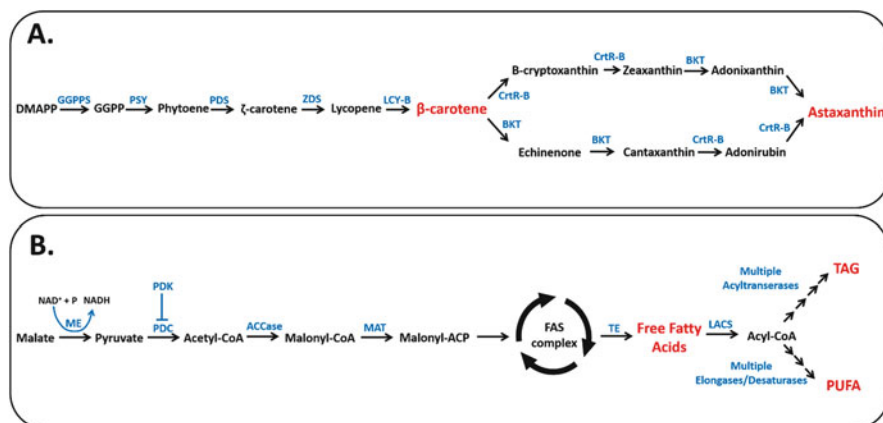 A.
DMAPP GGPPS GGPP PSY Phytoene PDS ζ-carotene ZDS Lycopene LCY-B β-carotene
CrtR-B B-cryptoxanthin CrtR-B Zeaxanthin BKT Adonixanthin BKT
BKT Echinenone BKT Cantaxanthin CrtR-B Adonirubin CrtR-B
Astaxanthin
B.
NAD⁺ + P NADH
ME
Malate Pyruvate
PDK
PDC
Acetyl-CoA ACCase Malonyl-CoA MAT Malonyl-ACP
FAS
complex
TE
Free Fatty
Acids
LACS
Acyl-CoA
Multiple
Acyltranserases
TAG
Multiple
Elongases/Desaturases
PUFA